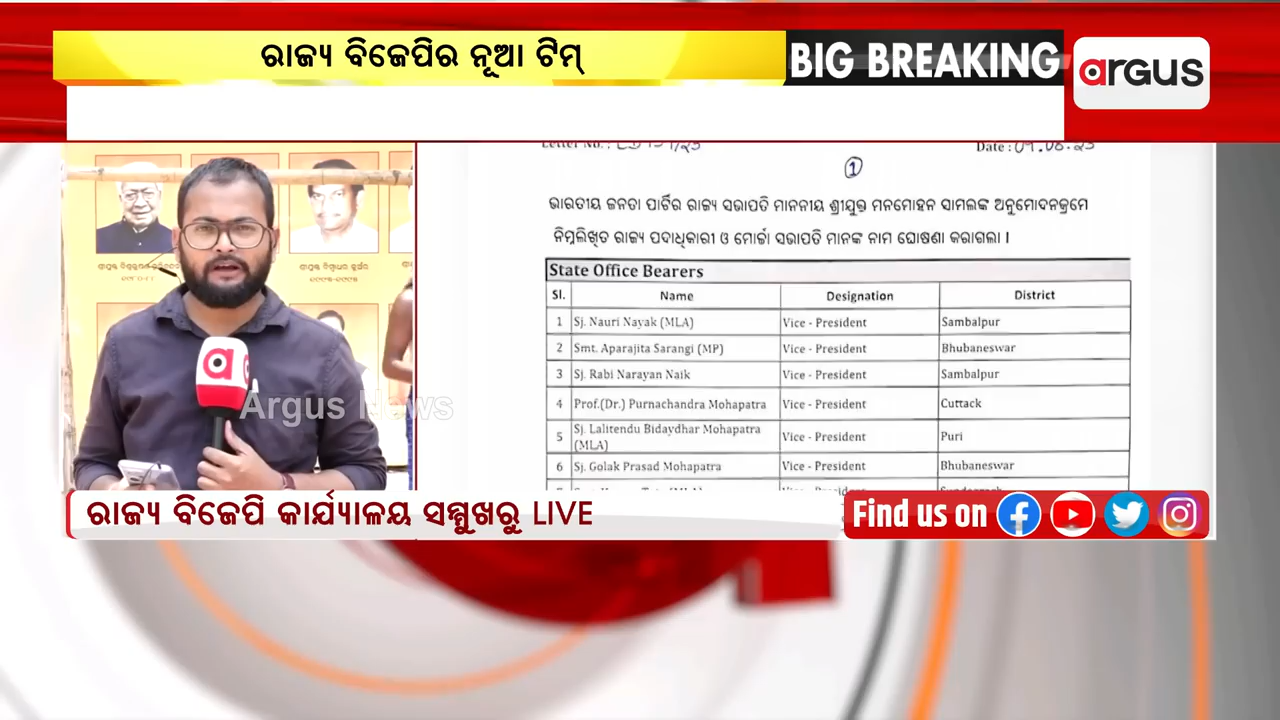 ରାଜ୍ୟ ବିଜେପିର ନୂଆ ଟିମ୍
BIG BREAKING
argus
Letter No. :
Date : 09.08.23
1
ଭାରତୀୟ ଜନତା ପାର୍ଟିର ରାଜ୍ୟ ସଭାପତି ମାନନୀୟ ଶ୍ରୀଯୁକ୍ତ ମନମୋହନ ସାମଲଙ୍କ ଅନୁମୋଦନକ୍ରମେ
ନିମ୍ନଲିଖିତ ରାଜ୍ୟ ପଦାଧିକାରୀ ଓ ମୋର୍ଚ୍ଚା ସଭାପତି ମାନଙ୍କ ନାମ ଘୋଷଣା କରାଗଲା ।
State Office Bearers
Sl. Name Designation District
1 Sj. Nauri Nayak (MLA) Vice - President Sambalpur
2 Smt. Aparajita Sarangi (MP) Vice - President Bhubaneswar
3 Sj. Rabi Narayan Naik Vice - President Sambalpur
4 Prof.(Dr.) Purnachandra Mohapatra Vice - President Cuttack
5 Sj. Lalitendu Bidaydhar Mohapatra (MLA) Vice - President Puri
6 Sj. Golak Prasad Mohapatra Vice - President Bhubaneswar
Argus News
ରାଜ୍ୟ ବିଜେପି କାର୍ଯ୍ୟାଳୟ ସମ୍ମୁଖରୁ LIVE
Find us on